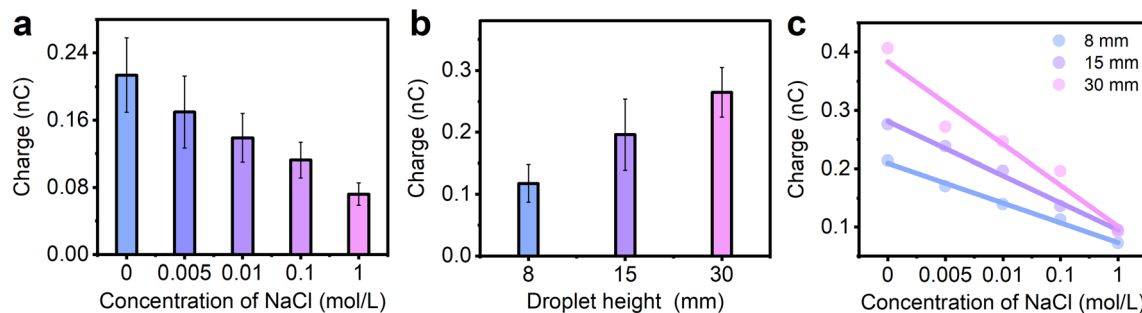 a
Charge (nC)
0.24
0.16
0.08
0.00
0 0.005 0.01 0.1 1
Concentration of NaCl (mol/L)
b
Charge (nC)
0.3
0.2
0.1
0.0
8 15 30
Droplet height (mm)
c
Charge (nC)
0.4
0.3
0.2
0.1
8 mm
15 mm
30 mm
0 0.005 0.01 0.1 1
Concentration of NaCl (mol/L)